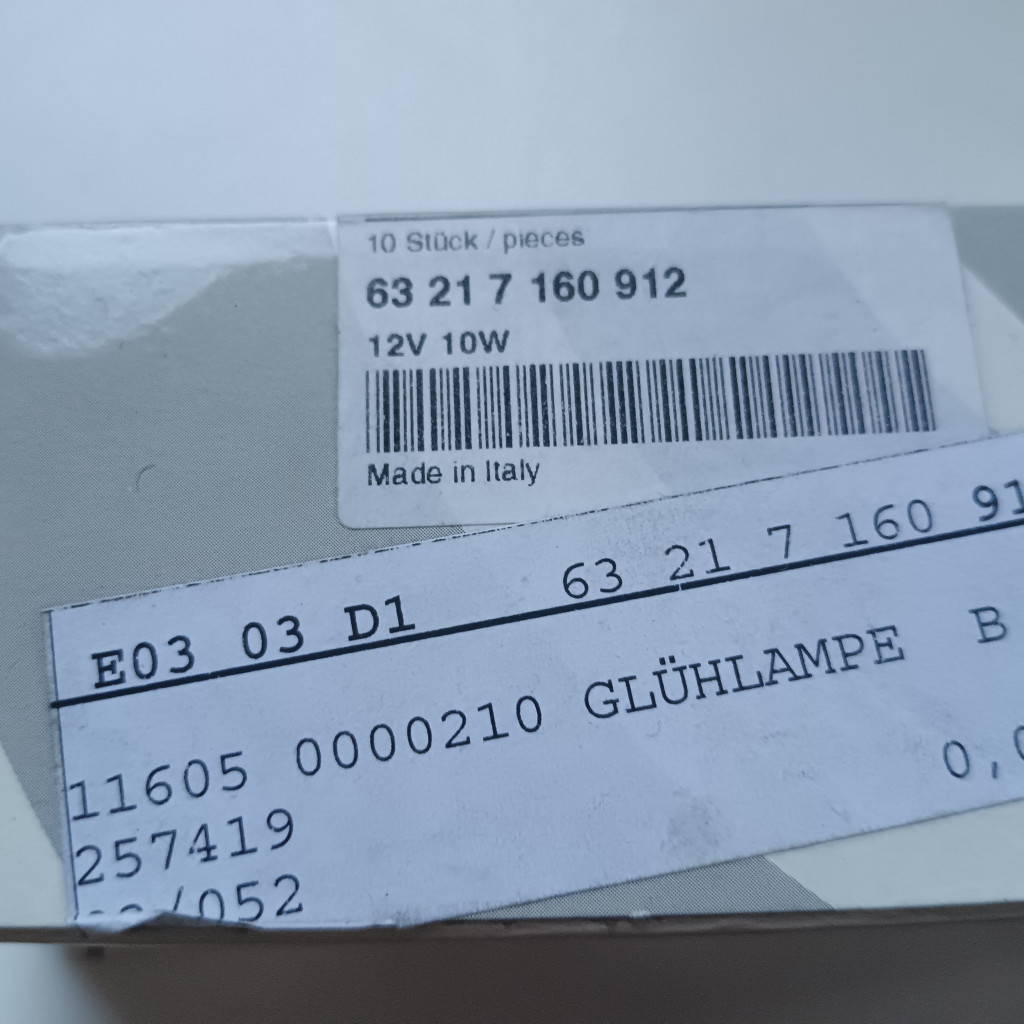 10 Stück / pieces
63 21 7 160 912
12V 10W
Made in Italy
E03 03 D1 63 21 7 160 91
11605 0000210 GLÜHLAMPE B
0,0
257419
/052